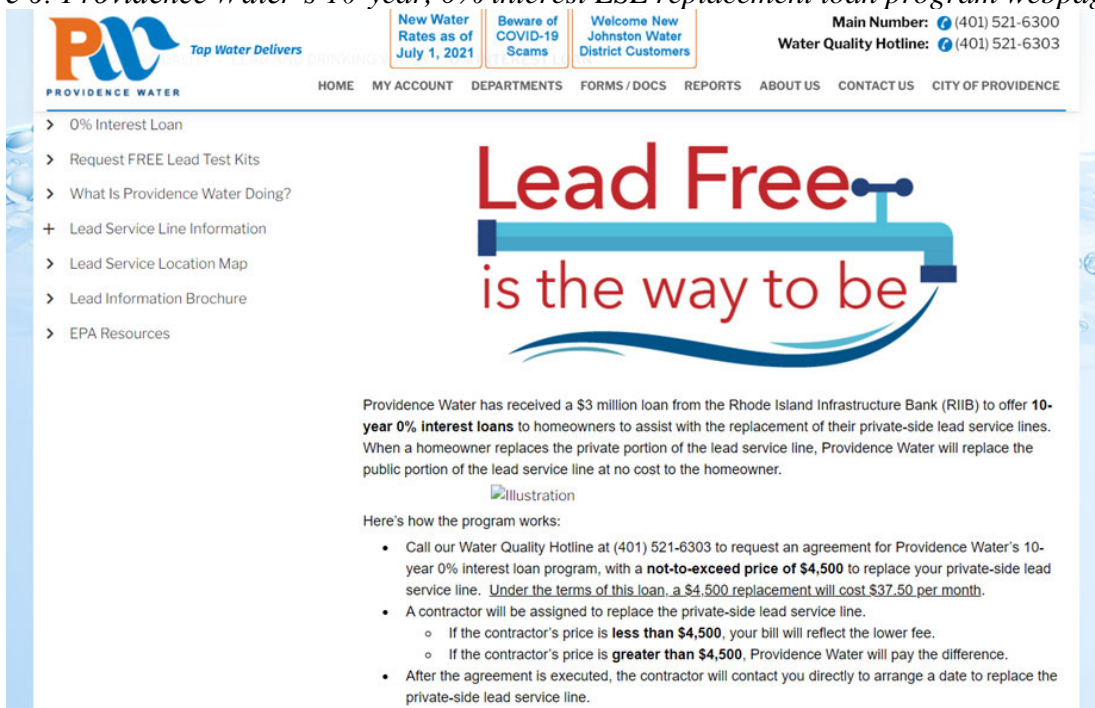 6. Providence Water's 10-year, 0% interest LSL replacement loan program webpag
New Water
Rates as of
July 1, 2021
Beware of
COVID-19
Scams
Welcome New
Johnston Water
District Customers
Main Number: (401) 521-6300
Water Quality Hotline: (401) 521-6303
PW
Tap Water Delivers
PROVIDENCE WATER
HOME MY ACCOUNT DEPARTMENTS FORMS / DOCS REPORTS ABOUT US CONTACT US CITY OF PROVIDENCE
> 0% Interest Loan
> Request FREE Lead Test Kits
> What Is Providence Water Doing?
+ Lead Service Line Information
> Lead Service Location Map
> Lead Information Brochure
> EPA Resources
Lead Free
is the way to be
Providence Water has received a $3 million loan from the Rhode Island Infrastructure Bank (RIIB) to offer 10-
year 0% interest loans to homeowners to assist with the replacement of their private-side lead service lines.
When a homeowner replaces the private portion of the lead service line, Providence Water will replace the
public portion of the lead service line at no cost to the homeowner.
Illustration
Here's how the program works:
• Call our Water Quality Hotline at (401) 521-6303 to request an agreement for Providence Water's 10-
year 0% interest loan program, with a not-to-exceed price of $4,500 to replace your private-side lead
service line. Under the terms of this loan, a $4,500 replacement will cost $37.50 per month.
• A contractor will be assigned to replace the private-side lead service line.
○ If the contractor's price is less than $4,500, your bill will reflect the lower fee.
○ If the contractor's price is greater than $4,500, Providence Water will pay the difference.
• After the agreement is executed, the contractor will contact you directly to arrange a date to replace the
private-side lead service line.